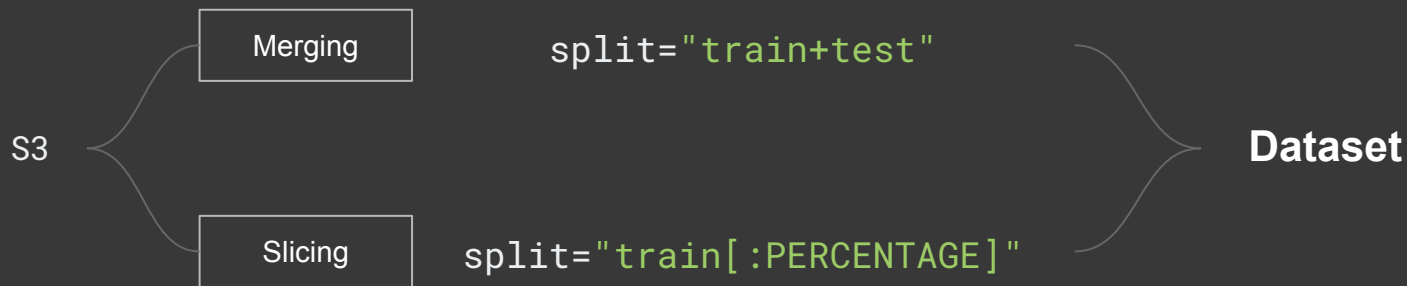 Merging
split="train+test"
S3
Dataset
Slicing
split="train[:PERCENTAGE]"